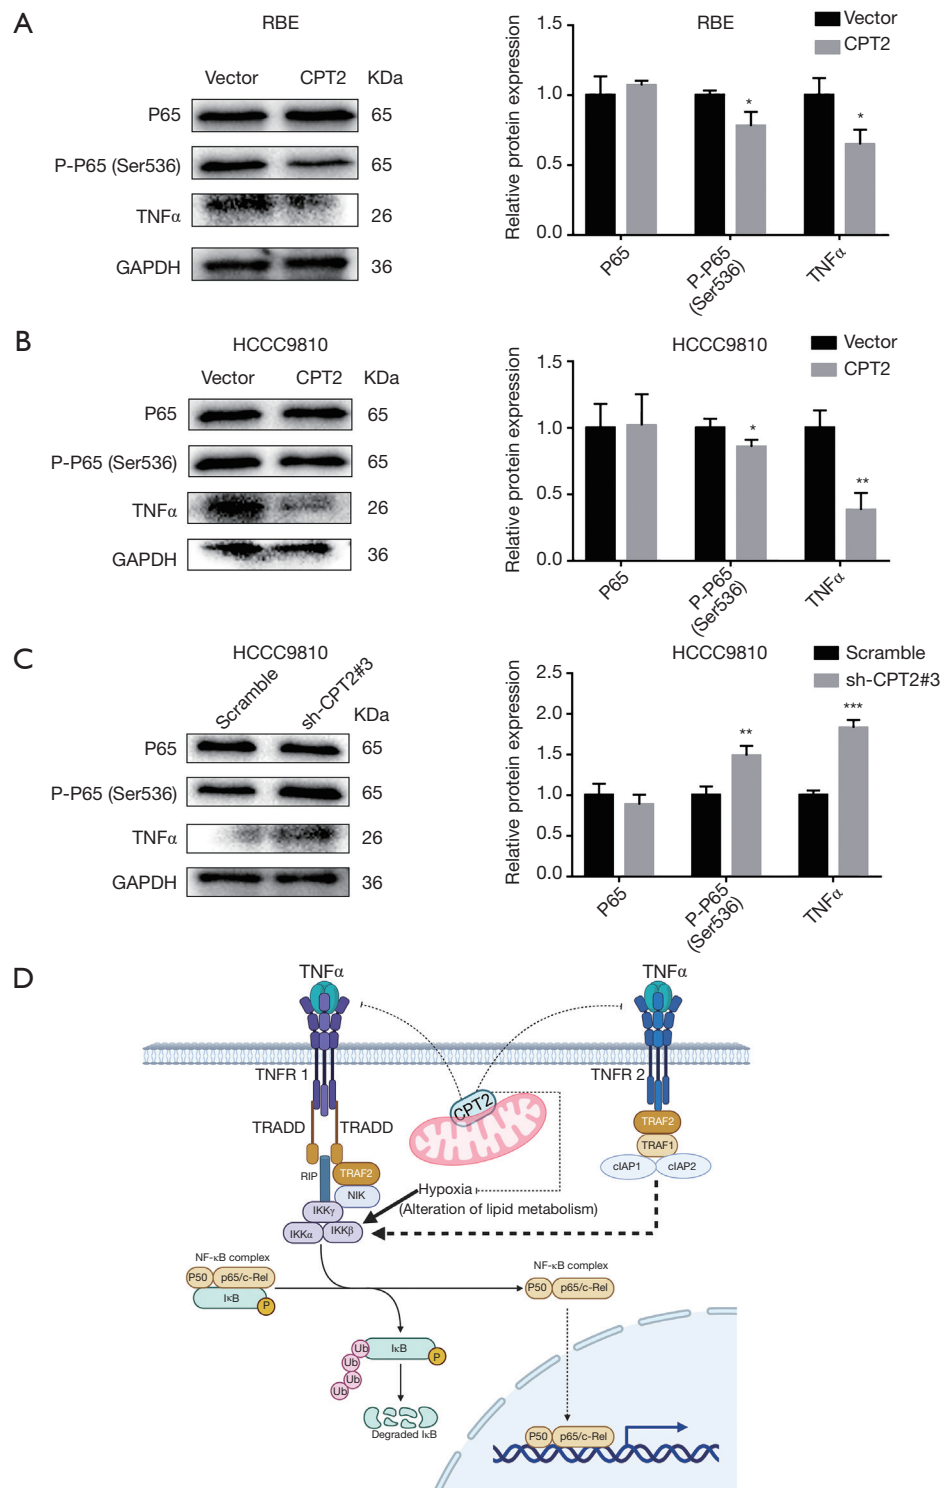 A
RBE
Vector CPT2 KDa
P65 65
P-P65 (Ser536) 65
TNFα 26
GAPDH 36
RBE
Vector
CPT2
Relative protein expression
1.5
1.0
0.5
0.0
P65
P-P65
(Ser536)
TNFα
*
*
B
HCCC9810
Vector CPT2 KDa
P65 65
P-P65 (Ser536) 65
TNFα 26
GAPDH 36
HCCC9810
Vector
CPT2
Relative protein expression
1.5
1.0
0.5
0.0
P65
P-P65
(Ser536)
TNFα
*
**
C
HCCC9810
Scramble sh-CPT2#3 KDa
P65 65
P-P65 (Ser536) 65
TNFα 26
GAPDH 36
HCCC9810
Scramble
sh-CPT2#3
Relative protein expression
2.5
2.0
1.5
1.0
0.5
0.0
P65
P-P65
(Ser536)
TNFα
**
***
D
TNFα
TNFα
TNFR 1
TNFR 2
CPT2
TRADD TRADD
TRAF2
TRAF1
cIAP1 cIAP2
RIP
TRAF2
NIK
IKKγ
IKKα IKKβ
Hypoxia
(Alteration of lipid metabolism)
NF-κB complex
P50 p65/c-Rel
IκB
P
NF-κB complex
P50 p65/c-Rel
Ub
Ub
Ub
Ub
IκB
P
Degraded IκB
P50 p65/c-Rel